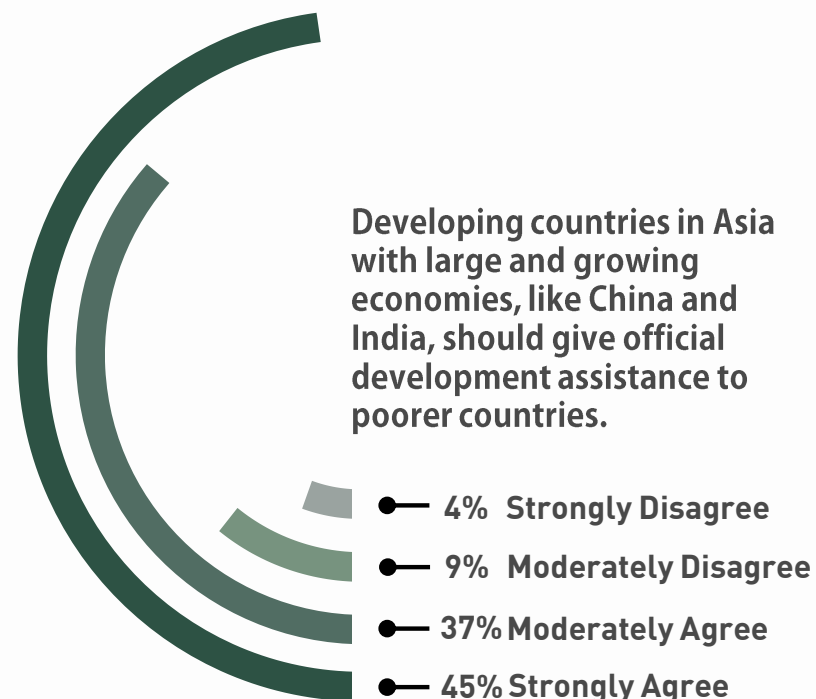 Developing countries in Asia
with large and growing
economies, like China and
India, should give official
development assistance to
poorer countries.
4% Strongly Disagree
9% Moderately Disagree
37% Moderately Agree
45% Strongly Agree